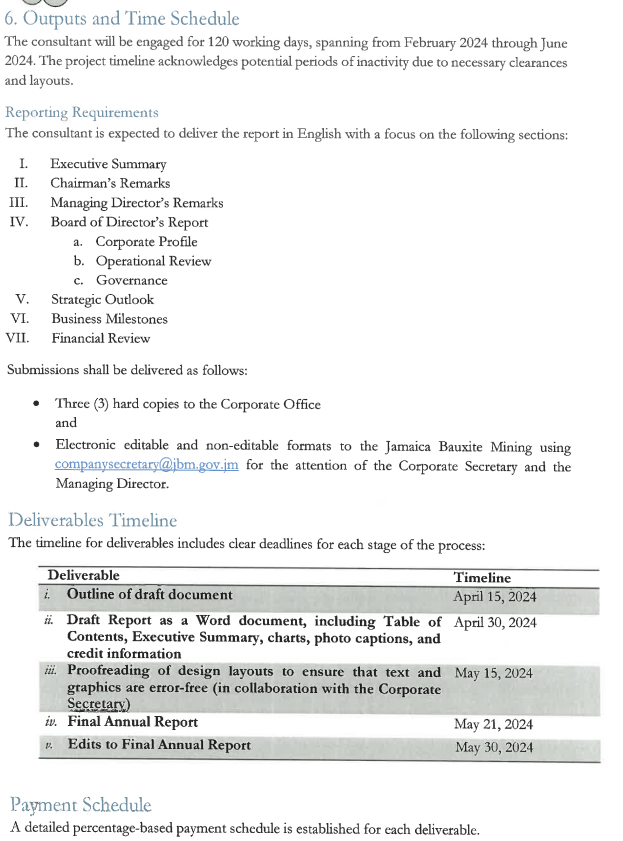 6. Outputs and Time Schedule
The consultant will be engaged for 120 working days, spanning from February 2024 through June
2024. The project timeline acknowledges potential periods of inactivity due to necessary clearances
and layouts.
Reporting Requirements
The consultant is expected to deliver the report in English with a focus on the following sections:
I. Executive Summary
II. Chairman's Remarks
III. Managing Director's Remarks
IV. Board of Director's Report
a. Corporate Profile
b. Operational Review
c. Governance
V. Strategic Outlook
VI. Business Milestones
VII. Financial Review
Submissions shall be delivered as follows:
• Three (3) hard copies to the Corporate Office
and
• Electronic editable and non-editable formats to the Jamaica Bauxite Mining using
companysecretary@jbm.gov.jm for the attention of the Corporate Secretary and the
Managing Director.
Deliverables Timeline
The timeline for deliverables includes clear deadlines for each stage of the process:
Deliverable Timeline
i. Outline of draft document April 15, 2024
ii. Draft Report as a Word document, including Table of April 30, 2024
Contents, Executive Summary, charts, photo captions, and
credit information
iii. Proofreading of design layouts to ensure that text and May 15, 2024
graphics are error-free (in collaboration with the Corporate
Secretary)
iv. Final Annual Report May 21, 2024
v. Edits to Final Annual Report May 30, 2024
Payment Schedule
A detailed percentage-based payment schedule is established for each deliverable.